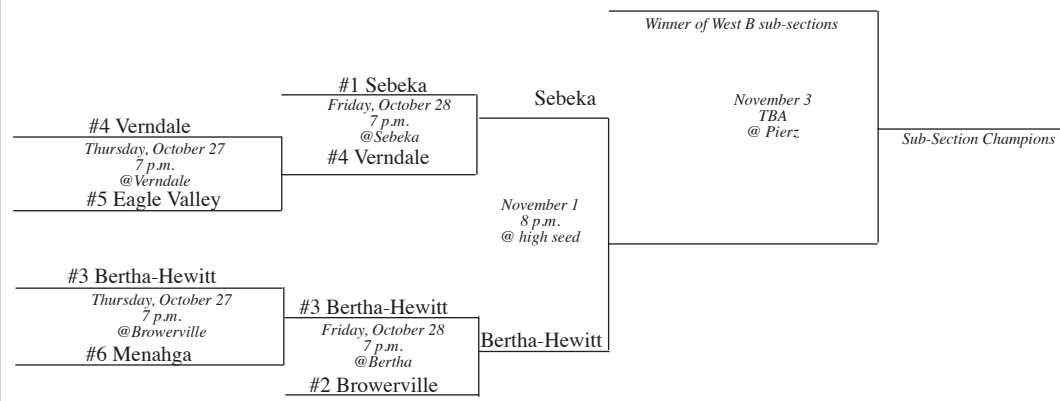 Winner of West B sub-sections
#1 Sebeka
Friday, October 28
7 p.m.
@Sebeka
#4 Verndale
Sebeka
November 3
TBA
@ Pierz
Sub-Section Champions
#4 Verndale
Thursday, October 27
7 p.m.
@Verndale
#5 Eagle Valley
November 1
8 p.m.
@ high seed
#3 Bertha-Hewitt
Thursday, October 27
7 p.m.
@Browerville
#6 Menahga
#3 Bertha-Hewitt
Friday, October 28
7 p.m.
@Bertha
#2 Browerville
Bertha-Hewitt